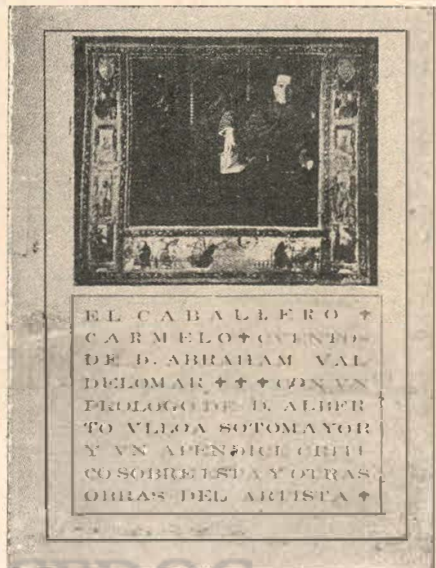 EL CABALLERO ✦
CARMELO ✦ CVENTOS
DE D. ABRAHAM VAL
DELOMAR ✦ ✦ ✦ CON VN
PROLOGO DE D. ALBER
TO VLLOA SOTOMAYOR
Y VN APENDICE CRITI
CO SOBRE ESTA Y OTRAS
OBRAS DEL ARTISTA ✦